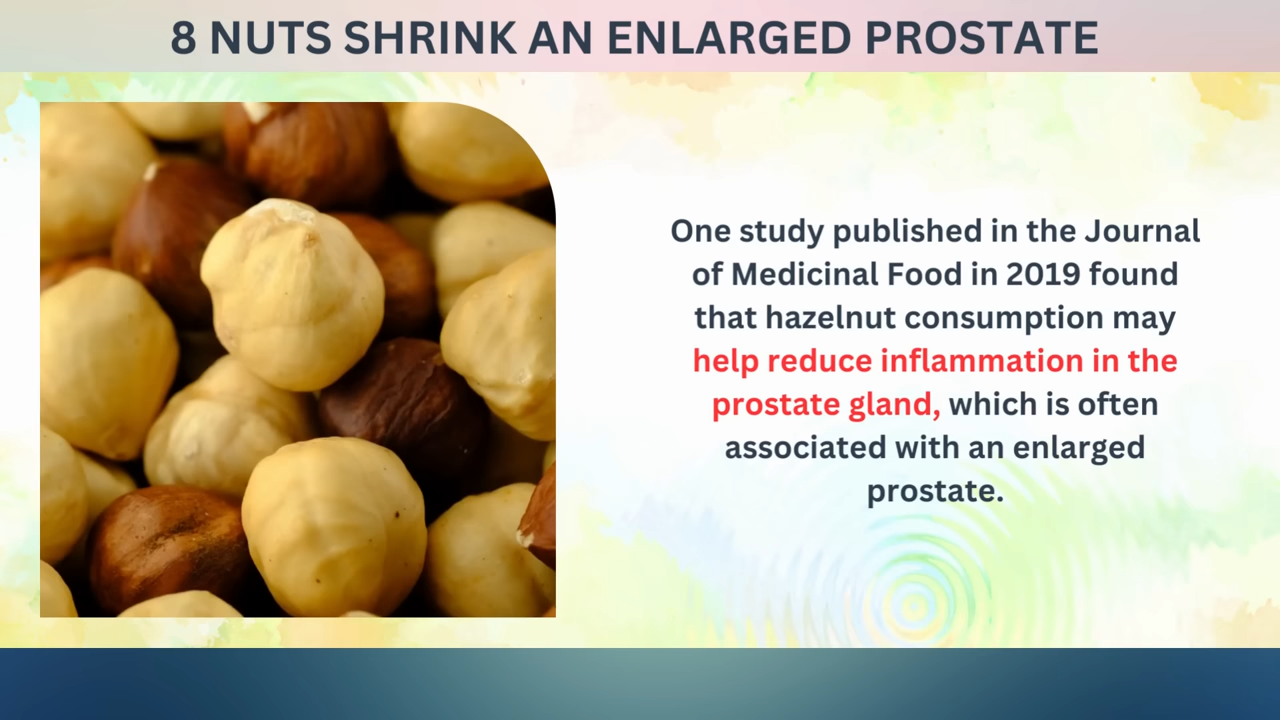 8 NUTS SHRINK AN ENLARGED PROSTATE
One study published in the Journal
of Medicinal Food in 2019 found
that hazelnut consumption may
help reduce inflammation in the
prostate gland, which is often
associated with an enlarged
prostate.